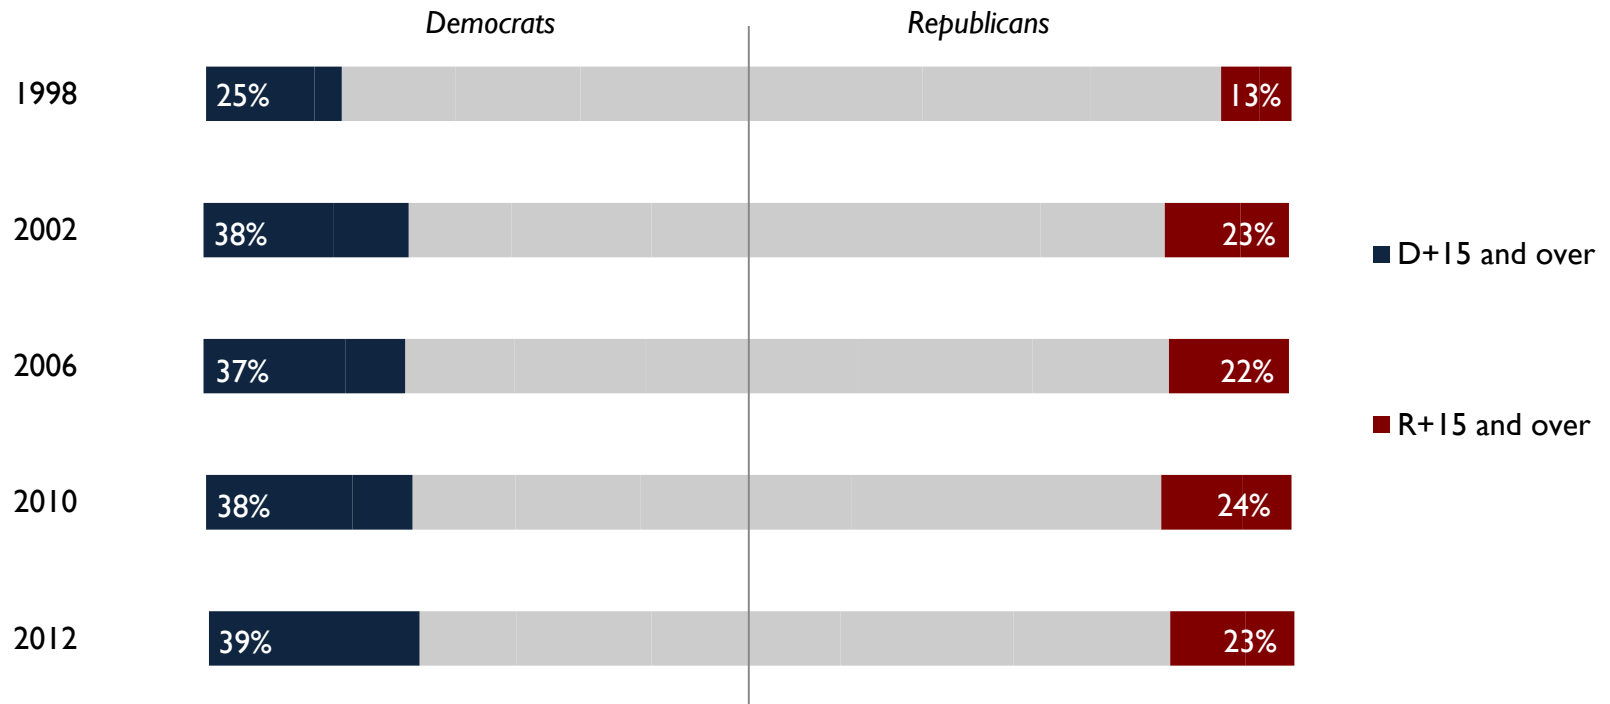 Democrats Republicans
1998 25% 13%
2002 38% 23%
D+15 and over
2006 37% 22%
R+15 and over
2010 38% 24%
2012 39% 23%